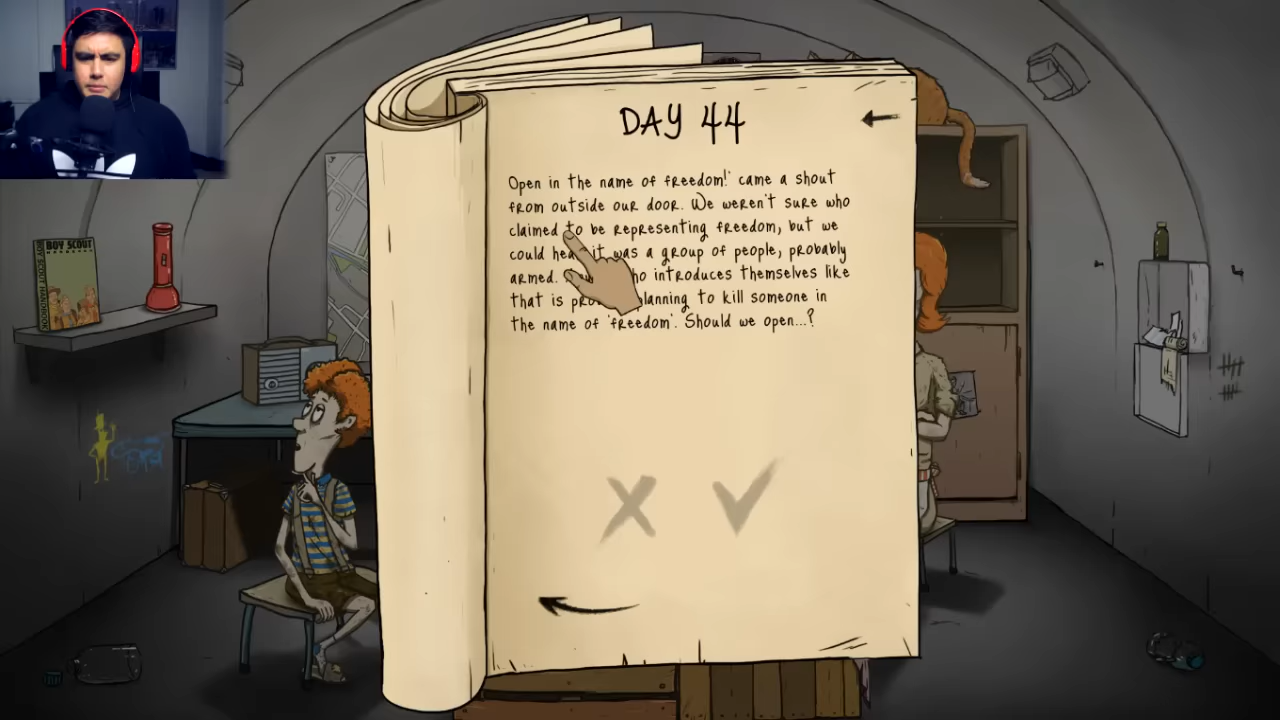 DAY 44
Open in the name of freedom!' came a shout
from outside our door. We weren't sure who
claimed to be representing freedom, but we
could hear it was a group of people, probably
armed. who introduces themselves like
that is planning to kill someone in
the name of 'freedom'. Should we open...?
BOY SCOUT